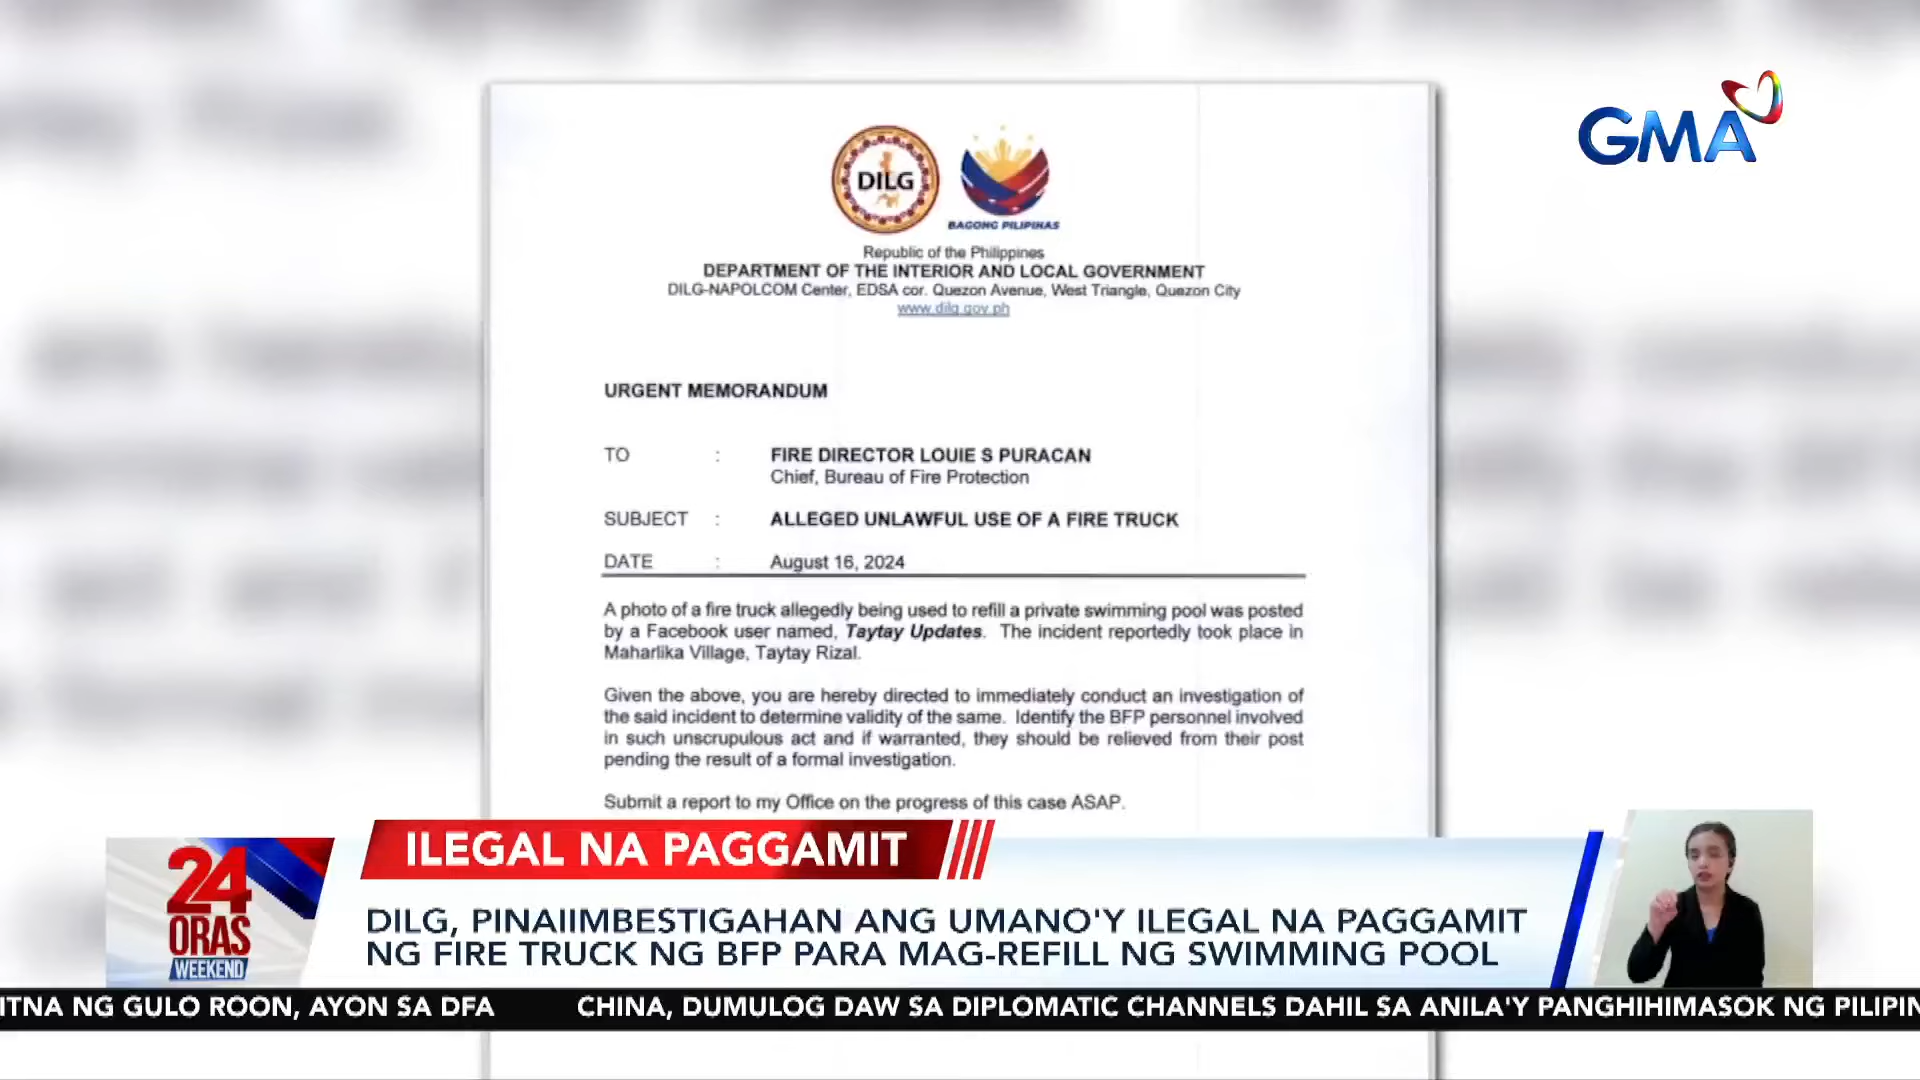 GMA
DILG
BAGONG PILIPINAS
Republic of the Philippines
DEPARTMENT OF THE INTERIOR AND LOCAL GOVERNMENT
DILG-NAPOLCOM Center, EDSA cor. Quezon Avenue, West Triangle, Quezon City
www.dilg.gov.ph
URGENT MEMORANDUM
TO : FIRE DIRECTOR LOUIE S PURACAN
Chief, Bureau of Fire Protection
SUBJECT : ALLEGED UNLAWFUL USE OF A FIRE TRUCK
DATE : August 16, 2024
A photo of a fire truck allegedly being used to refill a private swimming pool was posted
by a Facebook user named, Taytay Updates. The incident reportedly took place in
Maharlika Village, Taytay Rizal.
Given the above, you are hereby directed to immediately conduct an investigation of
the said incident to determine validity of the same. Identify the BFP personnel involved
in such unscrupulous act and if warranted, they should be relieved from their post
pending the result of a formal investigation.
Submit a report to my Office on the progress of this case ASAP.
ILEGAL NA PAGGAMIT
24
ORAS
WEEKEND
DILG, PINAIIMBESTIGAHAN ANG UMANO'Y ILEGAL NA PAGGAMIT
NG FIRE TRUCK NG BFP PARA MAG-REFILL NG SWIMMING POOL
ITNA NG GULO ROON, AYON SA DFA CHINA, DUMULOG DAW SA DIPLOMATIC CHANNELS DAHIL SA ANILA'Y PANGHIHIMASOK NG PILIPIN